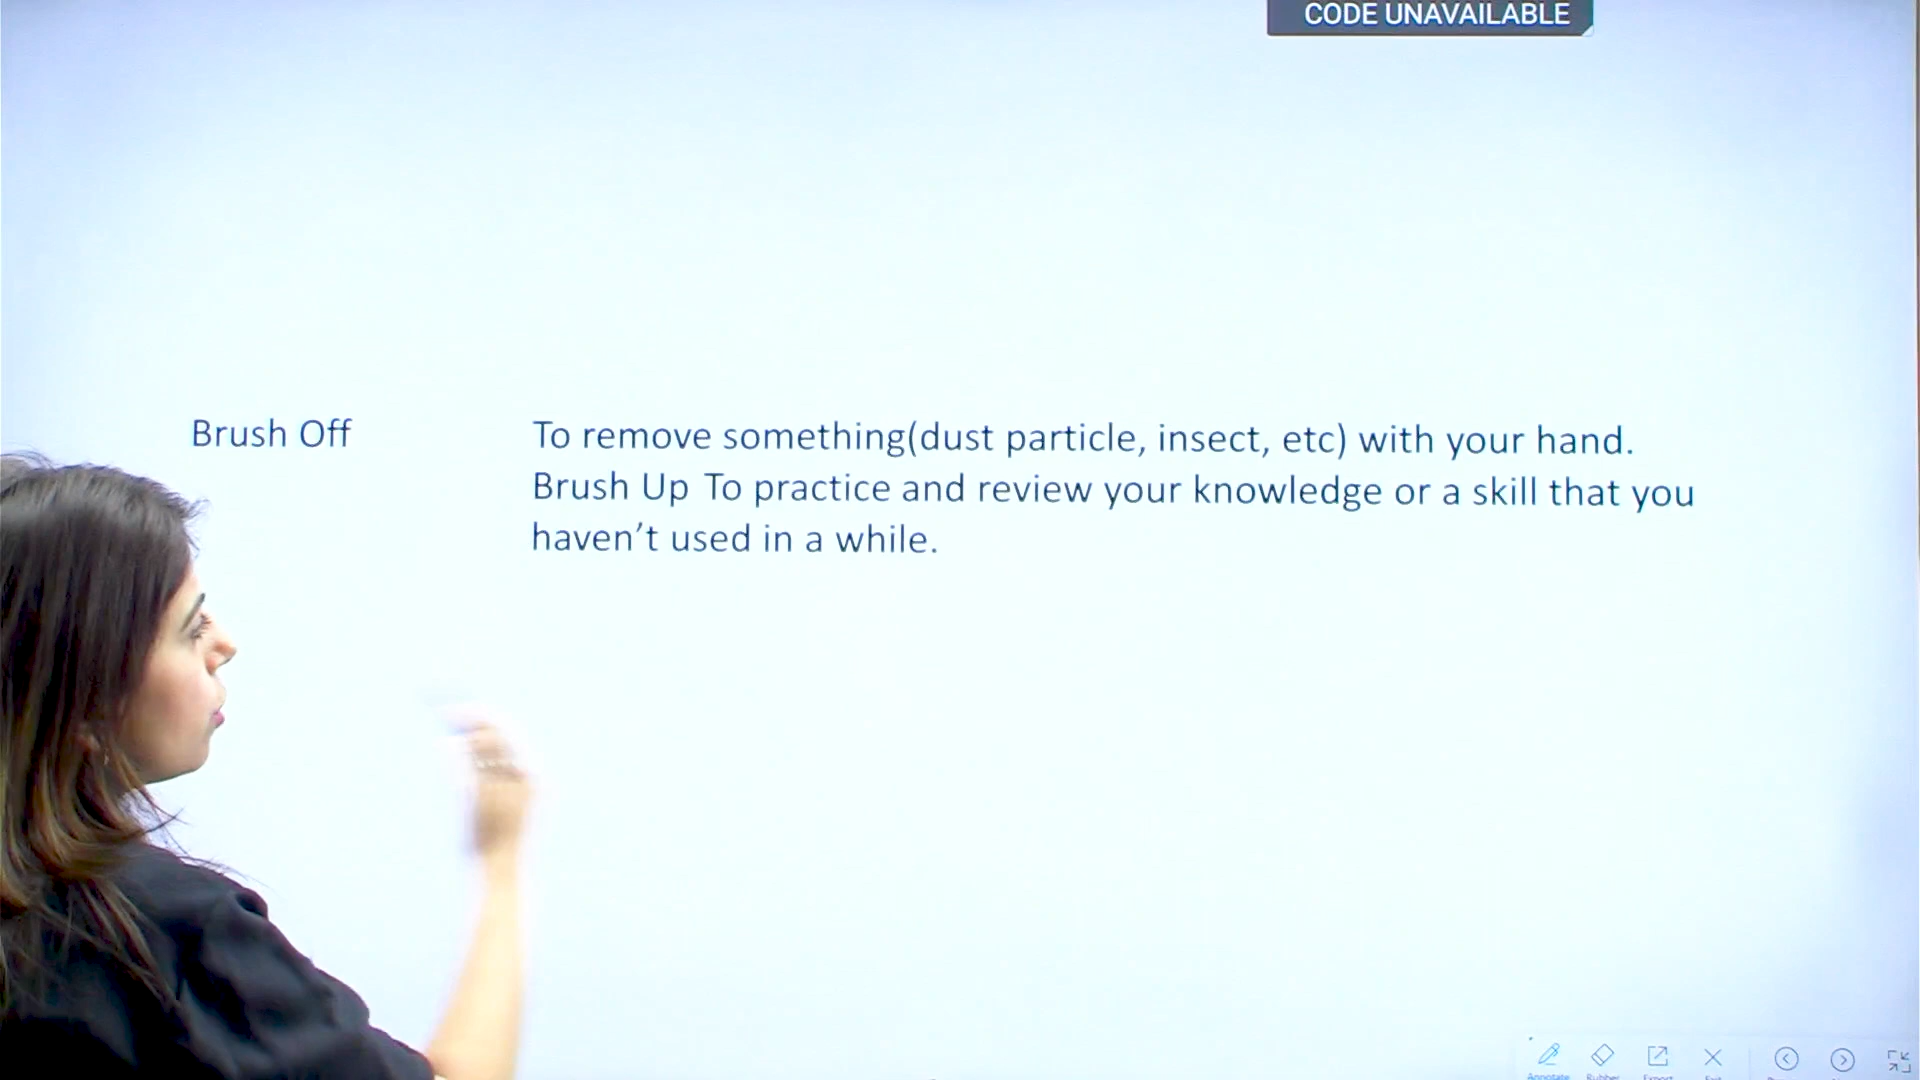 CODE UNAVAILABLE
Brush Off
To remove something(dust particle, insect, etc) with your hand.
Brush Up To practice and review your knowledge or a skill that you
haven't used in a while.
Annotate